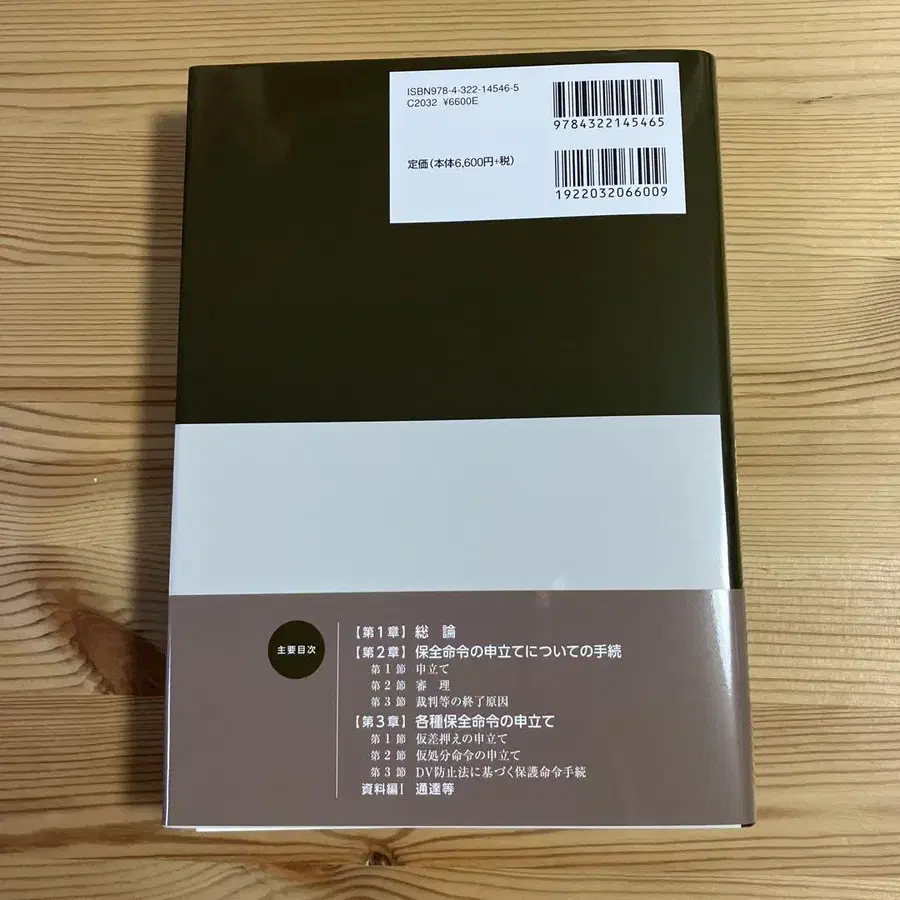 ISBN978-4-322-14546-5
C2032 ¥6600E
9784322145465
定価(本体6,600円+税)
1922032066009
主要目次
【第1章】総 論
【第2章】保全命令の申立てについての手続
第1節 申立て
第2節 審 理
第3節 裁判等の終了原因
【第3章】各種保全命令の申立て
第1節 仮差押えの申立て
第2節 仮処分命令の申立て
第3節 DV防止法に基づく保護命令手続
資料編Ⅰ 通達等